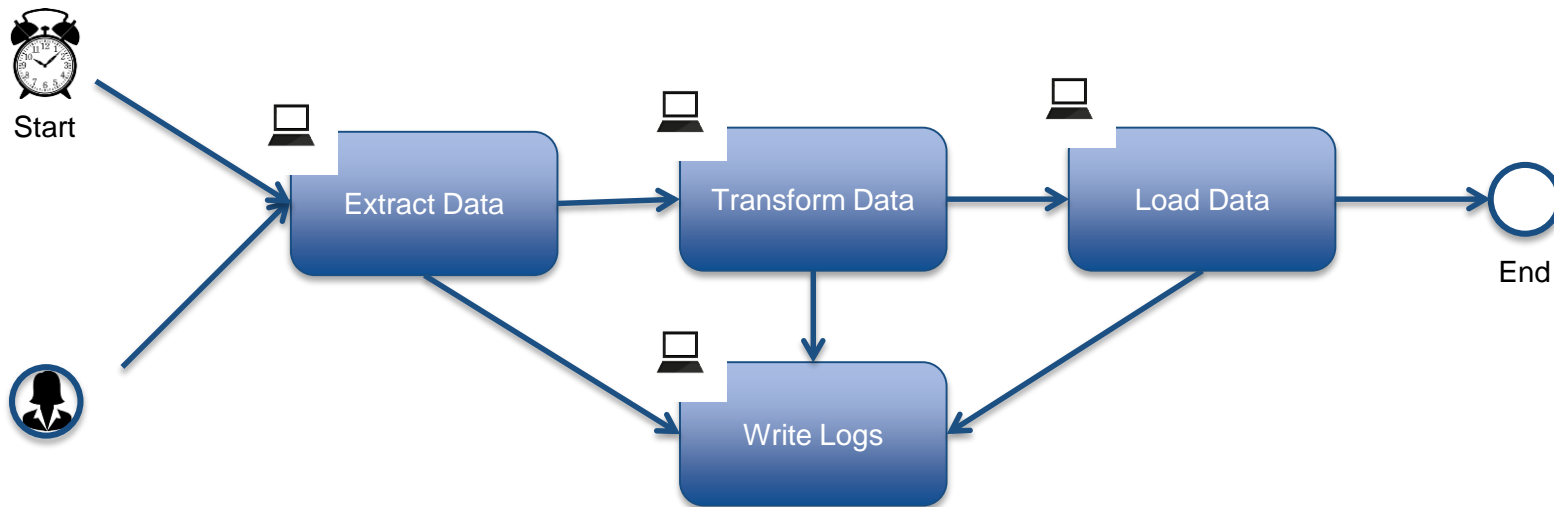 Start
Extract Data
Transform Data
Load Data
End
Write Logs